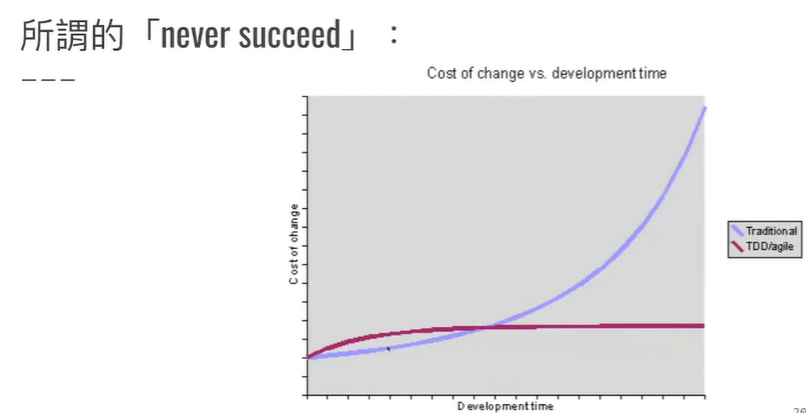 所謂的「never succeed」：
———
Cost of change vs. development time
Cost of change
Traditional
TDD/agile
Development time